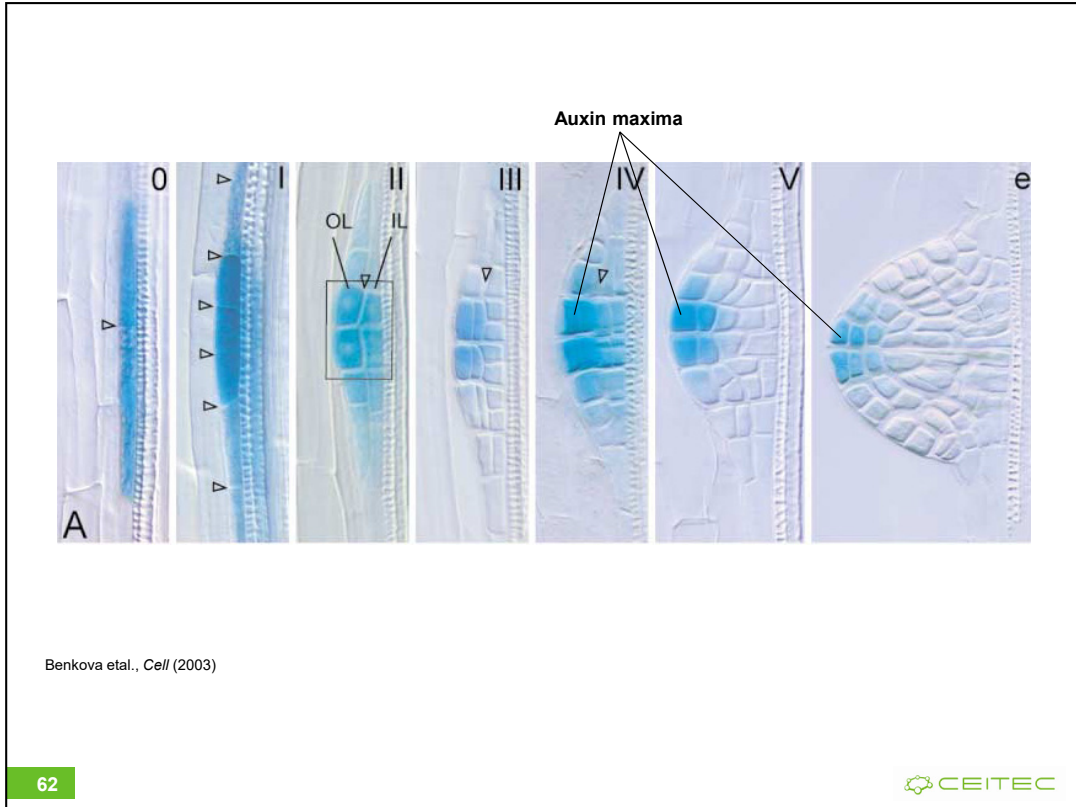 Auxin maxima
0
I
II
III
IV
V
e
OL
IL
A
Benkova etal., Cell (2003)
62
CEITEC